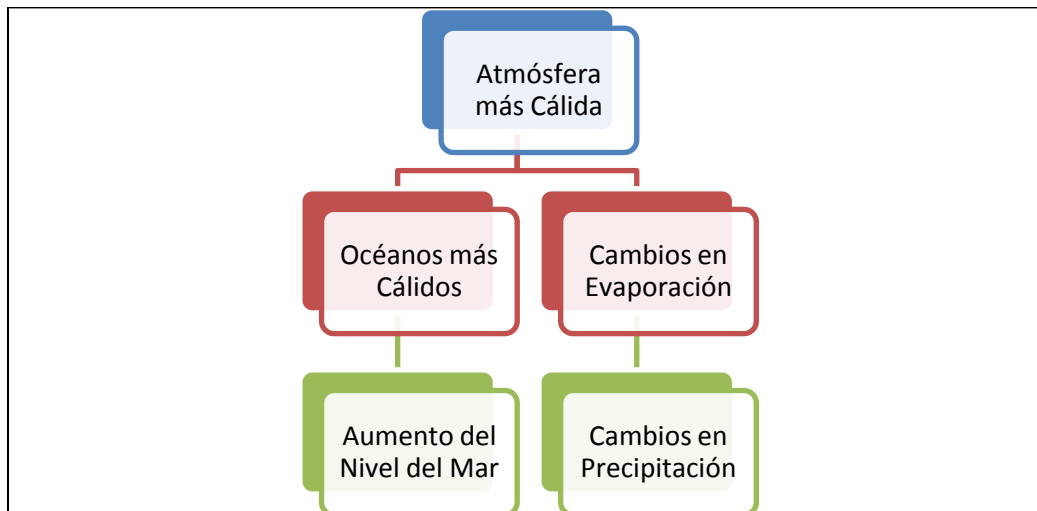 Atmósfera
más Cálida
Océanos más
Cálidos
Cambios en
Evaporación
Aumento del
Nivel del Mar
Cambios en
Precipitación